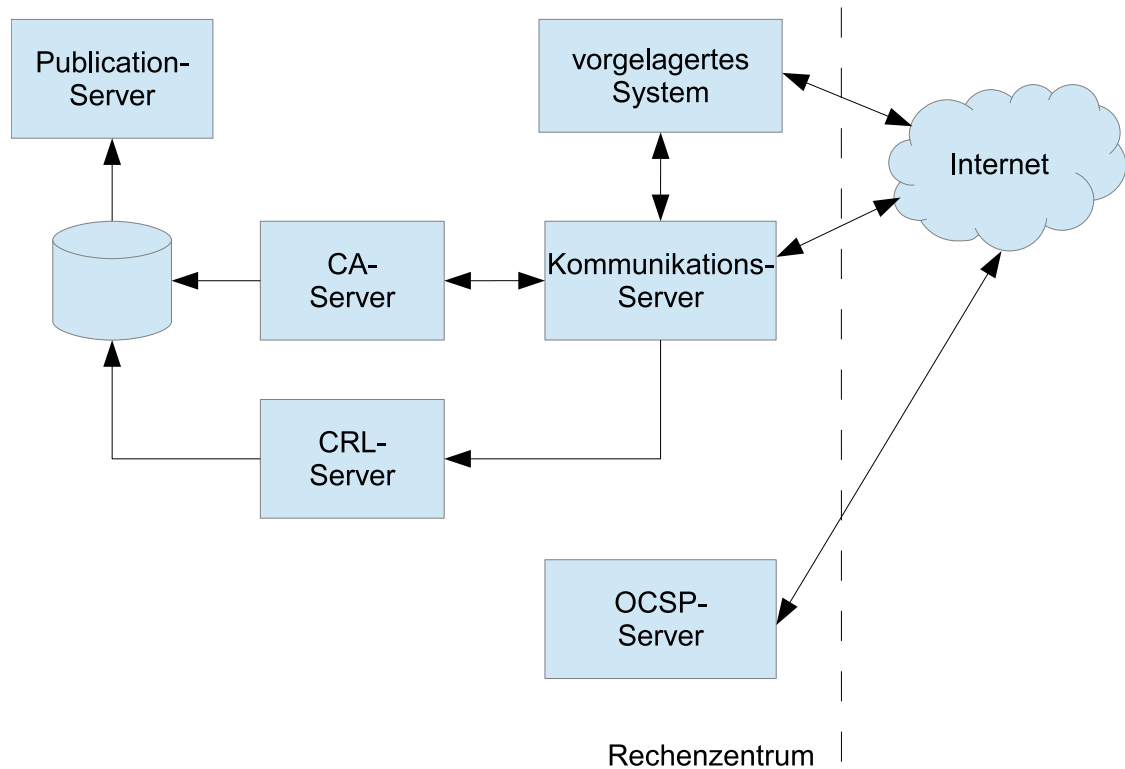 Publication-
Server
vorgelagertes
System
Internet
CA-
Server
Kommunikations-
Server
CRL-
Server
OCSP-
Server
Rechenzentrum